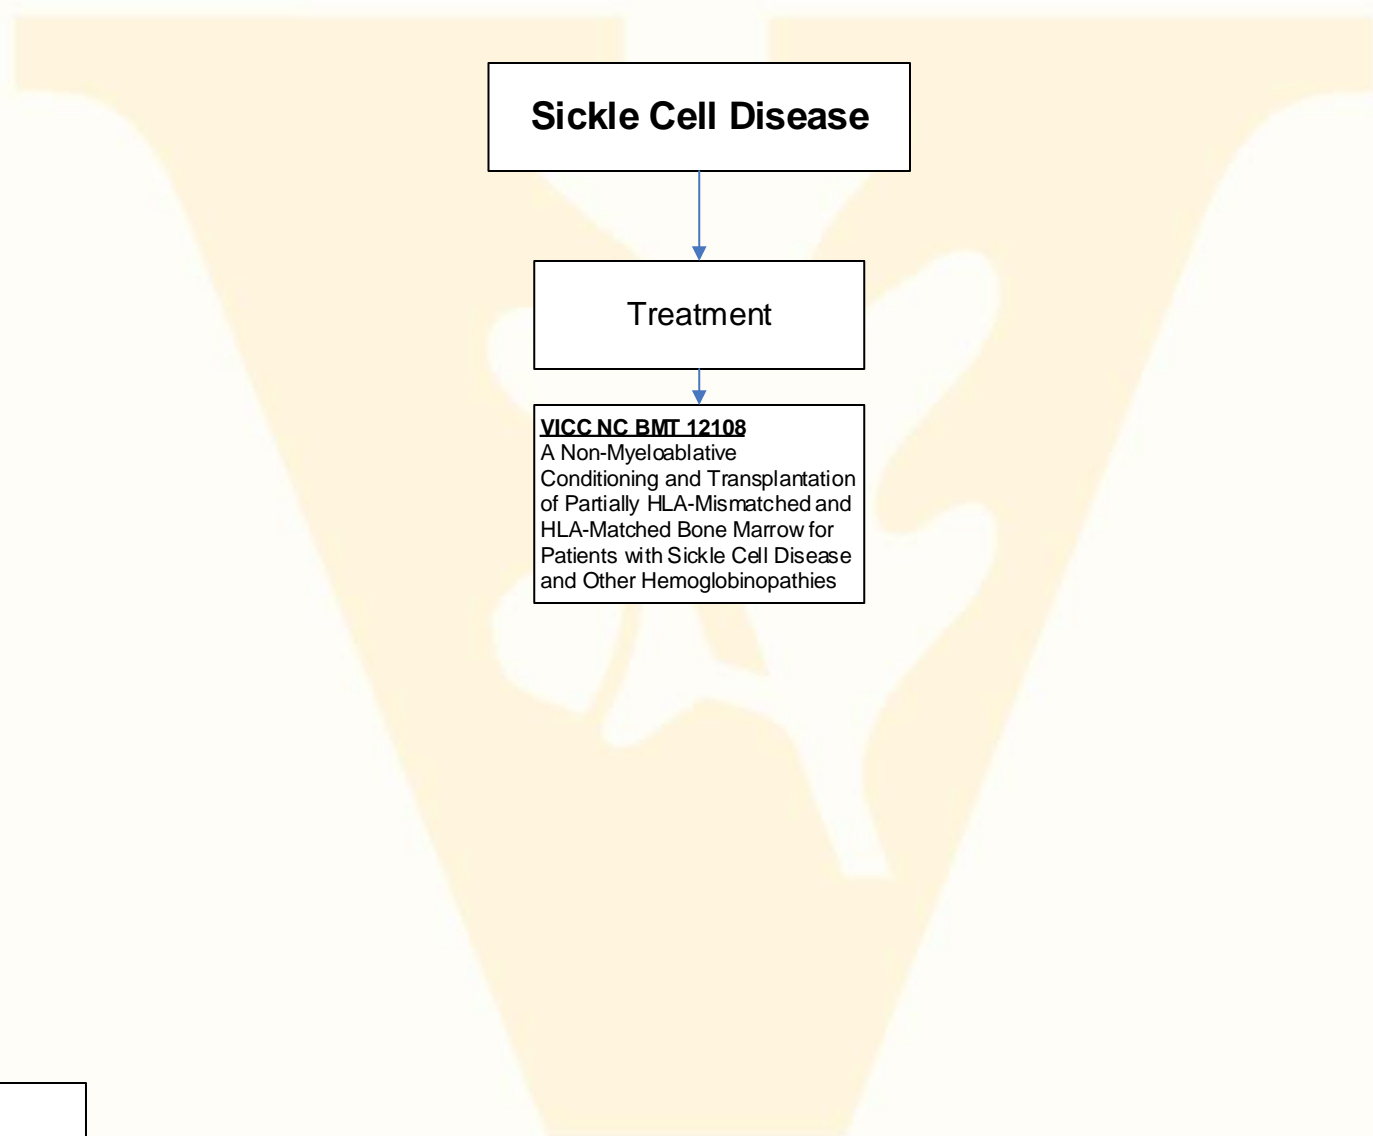 Sickle Cell Disease
Treatment
VICC NC BMT 12108
A Non-Myeloablative
Conditioning and Transplantation
of Partially HLA-Mismatched and
HLA-Matched Bone Marrow for
Patients with Sickle Cell Disease
and Other Hemoglobinopathies